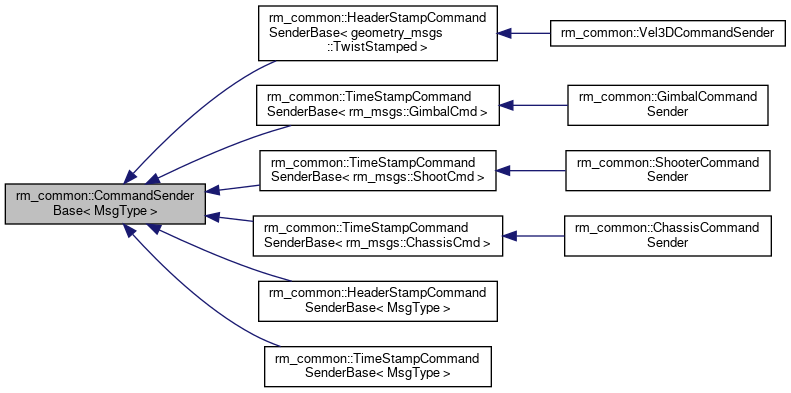 rm_common::HeaderStampCommand
SenderBase< geometry_msgs
::TwistStamped >
rm_common::Vel3DCommandSender
rm_common::TimeStampCommand
SenderBase< rm_msgs::GimbalCmd >
rm_common::GimbalCommand
Sender
rm_common::TimeStampCommand
SenderBase< rm_msgs::ShootCmd >
rm_common::ShooterCommand
Sender
rm_common::CommandSender
Base< MsgType >
rm_common::TimeStampCommand
SenderBase< rm_msgs::ChassisCmd >
rm_common::ChassisCommand
Sender
rm_common::HeaderStampCommand
SenderBase< MsgType >
rm_common::TimeStampCommand
SenderBase< MsgType >